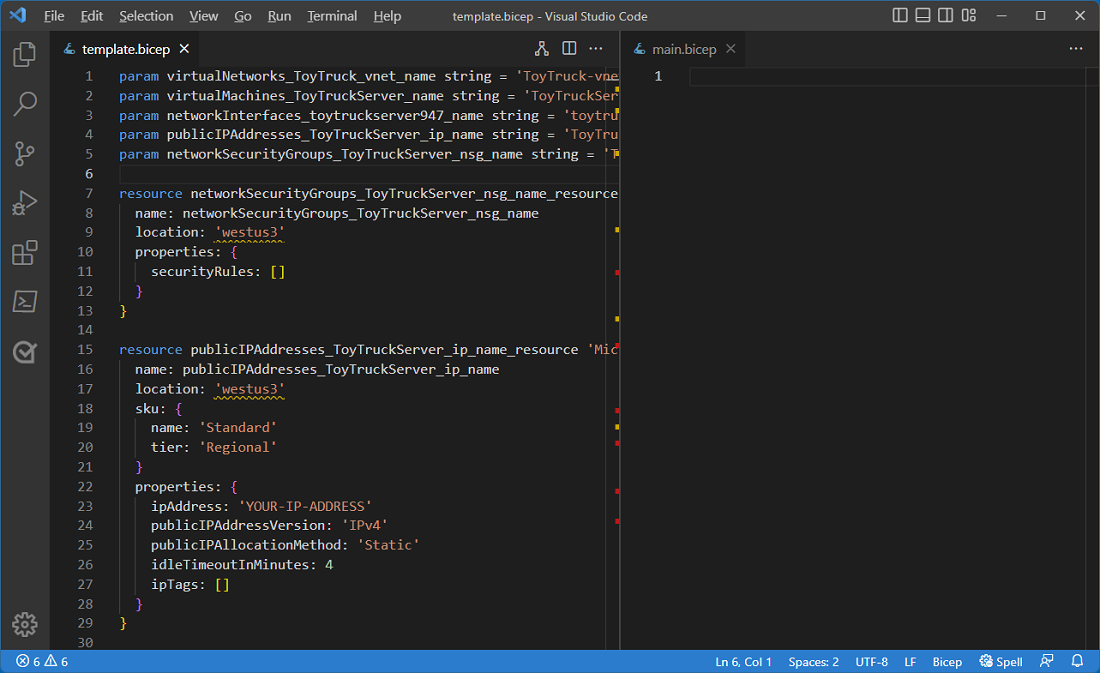 File Edit Selection View Go Run Terminal Help template.bicep - Visual Studio Code
template.bicep
main.bicep
1 param virtualNetworks_ToyTruck_vnet_name string = 'ToyTruck-vne
2 param virtualMachines_ToyTruckServer_name string = 'ToyTruckSer
3 param networkInterfaces_toytruckserver947_name string = 'toytru
4 param publicIPAddresses_ToyTruckServer_ip_name string = 'ToyTru
5 param networkSecurityGroups_ToyTruckServer_nsg_name string = 'T
6
7 resource networkSecurityGroups_ToyTruckServer_nsg_name_resource
8 name: networkSecurityGroups_ToyTruckServer_nsg_name
9 location: 'westus3'
10 properties: {
11 securityRules: []
12 }
13 }
14
15 resource publicIPAddresses_ToyTruckServer_ip_name_resource 'Mic
16 name: publicIPAddresses_ToyTruckServer_ip_name
17 location: 'westus3'
18 sku: {
19 name: 'Standard'
20 tier: 'Regional'
21 }
22 properties: {
23 ipAddress: 'YOUR-IP-ADDRESS'
24 publicIPAddressVersion: 'IPv4'
25 publicIPAllocationMethod: 'Static'
26 idleTimeoutInMinutes: 4
27 ipTags: []
28 }
29 }
30
1
6 6 Ln 6, Col 1 Spaces: 2 UTF-8 LF Bicep Spell